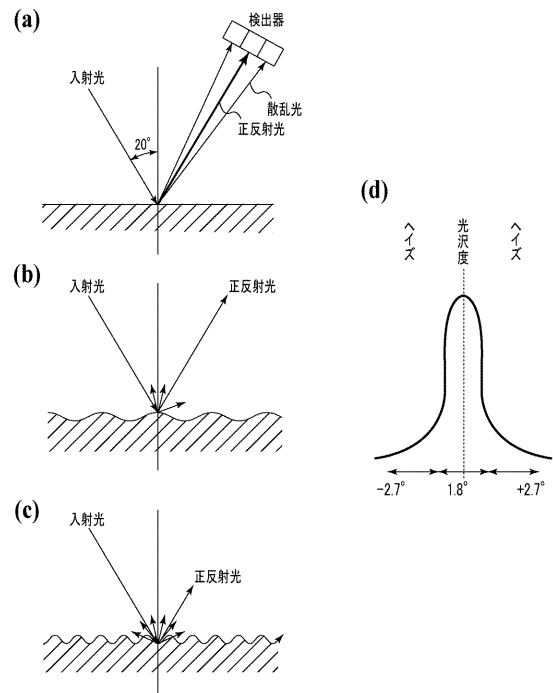 (a)
検出器
入射光
散乱光
正反射光
20°
(b)
入射光
正反射光
(c)
入射光
正反射光
(d)
ヘイズ
光沢度
ヘイズ
-2.7°
1.8°
+2.7°